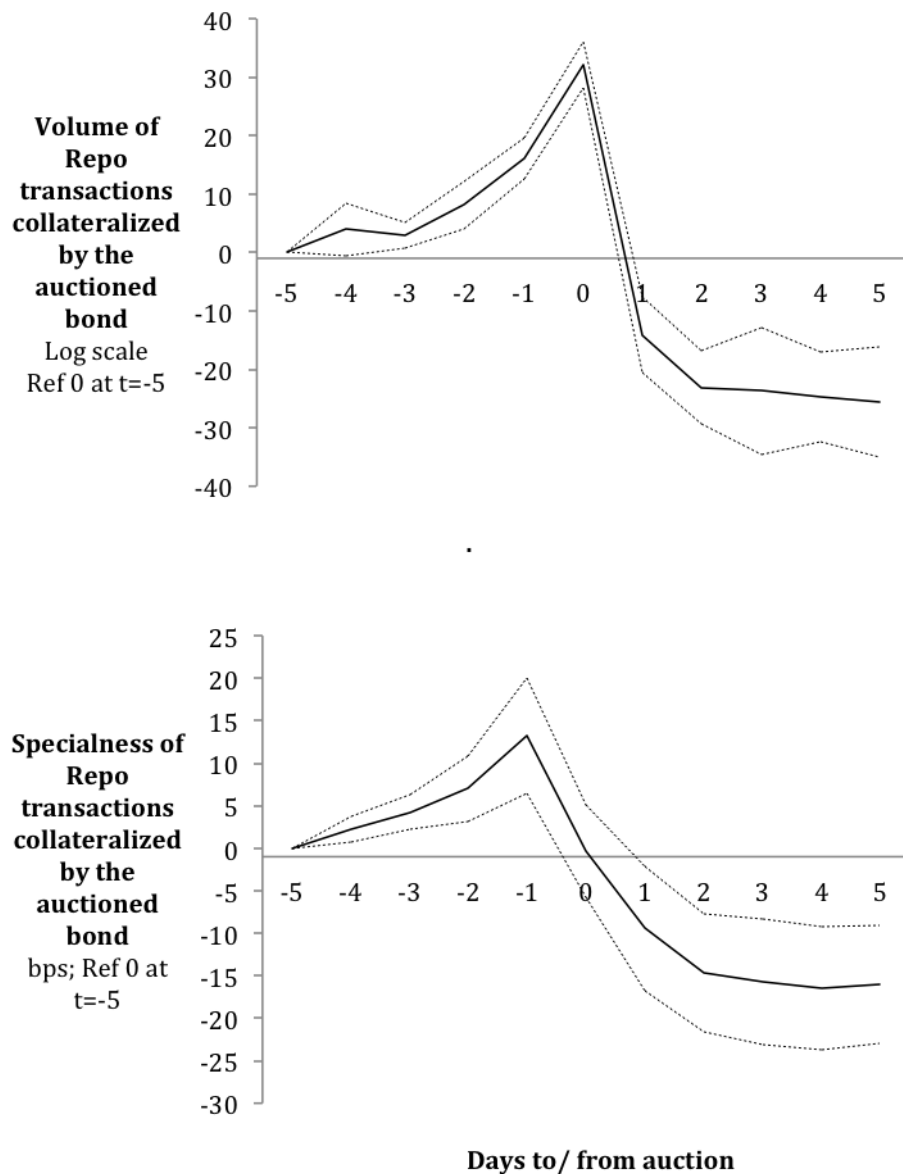 40
30
20
10
0
-10
-20
-30
-40
Volume of
Repo
transactions
collateralized
by the
auctioned
bond
Log scale
Ref 0 at t=-5
-5 -4 -3 -2 -1 0 1 2 3 4 5
.
25
20
15
10
5
0
-5
-10
-15
-20
-25
-30
Specialness of
Repo
transactions
collateralized
by the
auctioned
bond
bps; Ref 0 at
t=-5
-5 -4 -3 -2 -1 0 1 2 3 4 5
Days to/ from auction